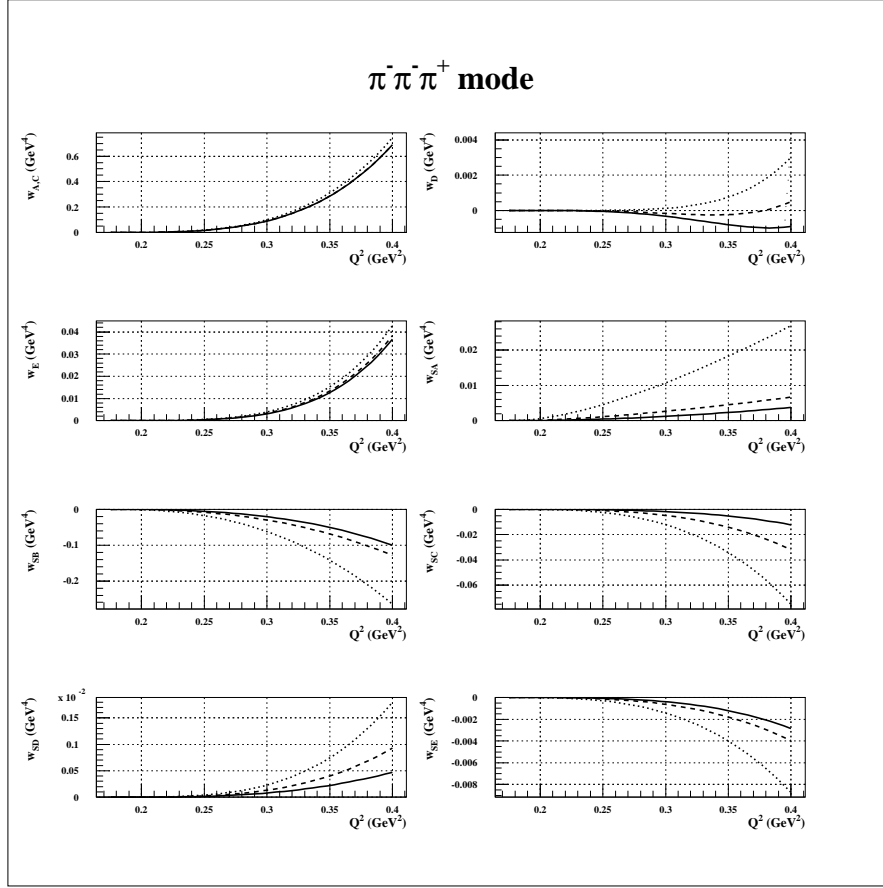 π⁻π⁻π⁺ mode
w_A,C (GeV⁴)
0.6
0.4
0.2
0
0.2 0.25 0.3 0.35 0.4
Q² (GeV²)
w_D (GeV⁴)
0.004
0.002
0
0.2 0.25 0.3 0.35 0.4
Q² (GeV²)
w_E (GeV⁴)
0.04
0.03
0.02
0.01
0
0.2 0.25 0.3 0.35 0.4
Q² (GeV²)
w_SA (GeV⁴)
0.02
0.01
0
0.2 0.25 0.3 0.35 0.4
Q² (GeV²)
w_SB (GeV⁴)
0
-0.1
-0.2
0.2 0.25 0.3 0.35 0.4
Q² (GeV²)
w_SC (GeV⁴)
0
-0.02
-0.04
-0.06
0.2 0.25 0.3 0.35 0.4
Q² (GeV²)
w_SD (GeV⁴)
x 10⁻²
0.15
0.1
0.05
0
0.2 0.25 0.3 0.35 0.4
Q² (GeV²)
w_SE (GeV⁴)
0
-0.002
-0.004
-0.006
-0.008
0.2 0.25 0.3 0.35 0.4
Q² (GeV²)